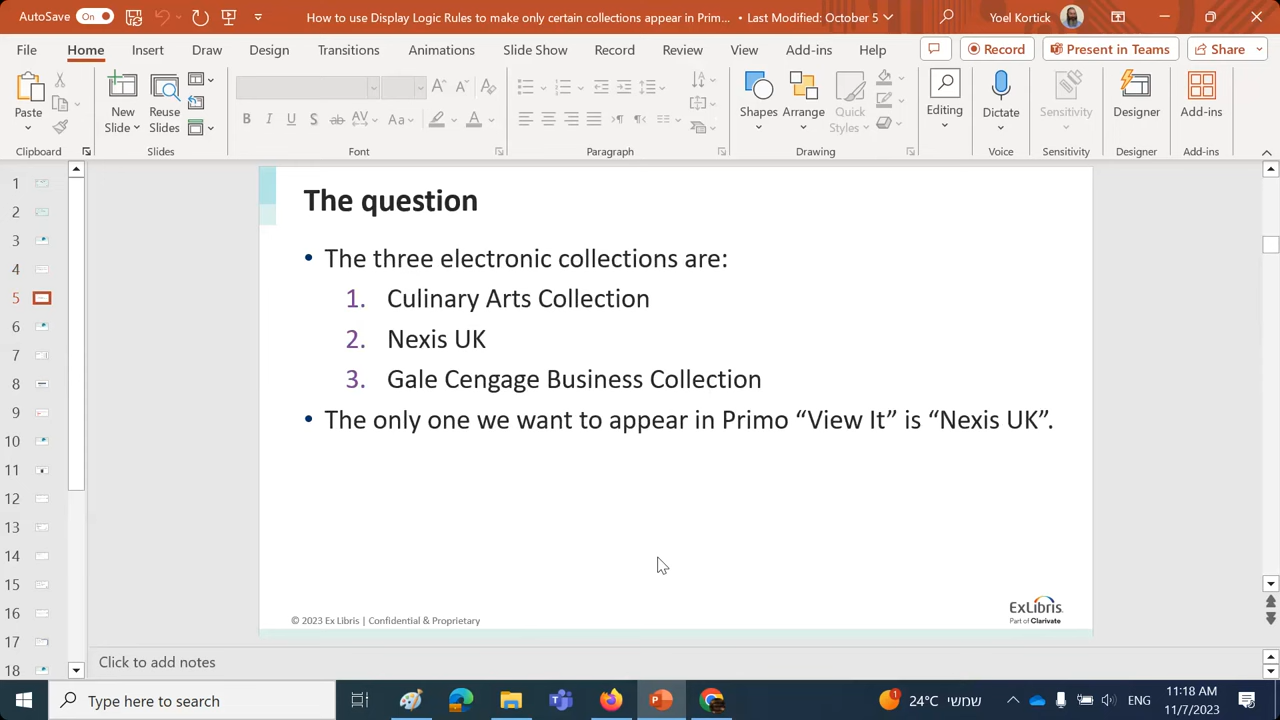 AutoSave On How to use Display Logic Rules to make only certain collections appear in Prim... • Last Modified: October 5 Yoel Kortick
File Home Insert Draw Design Transitions Animations Slide Show Record Review View Add-ins Help Record Present in Teams Share
Paste New Slide Reuse Slides Shapes Arrange Quick Styles Editing Dictate Sensitivity Designer Add-ins
B I U S ab AV Aa A
Clipboard Slides Font Paragraph Drawing Voice Sensitivity Designer Add-ins
1
2
3
4
5
6
7
8
9
10
11
12
13
14
15
16
17
18
The question
• The three electronic collections are:
1. Culinary Arts Collection
2. Nexis UK
3. Gale Cengage Business Collection
• The only one we want to appear in Primo “View It” is “Nexis UK”.
© 2023 Ex Libris | Confidential & Proprietary
ExLibris
Part of Clarivate
Click to add notes
Type here to search
1 24°C שמשי ENG 11:18 AM
11/7/2023